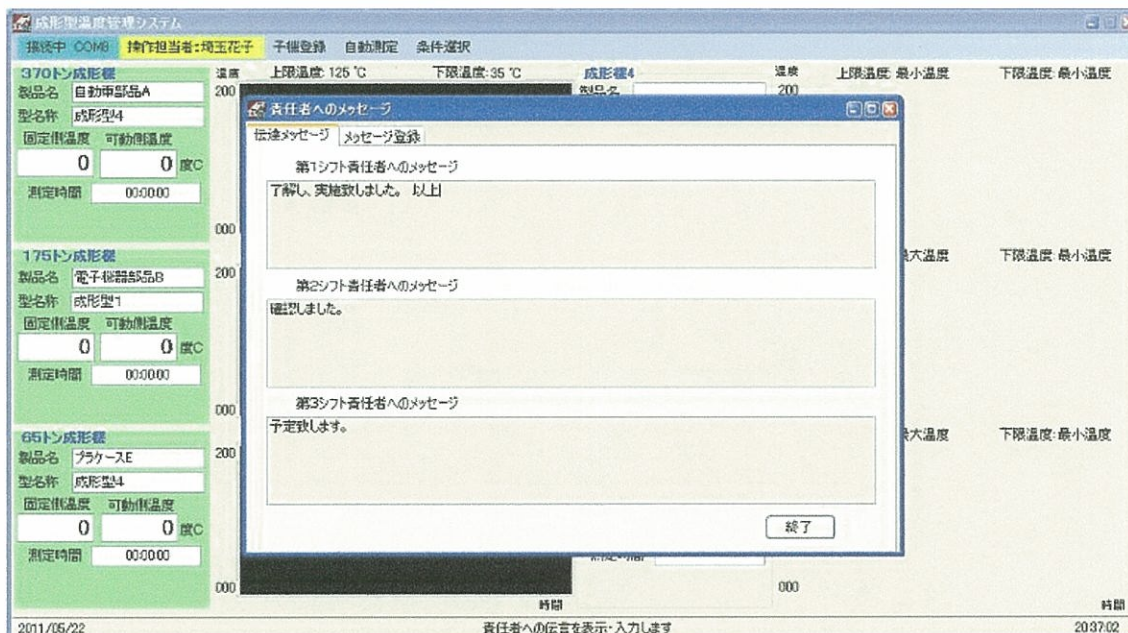 成形型温度管理システム
接続中 COM8 操作担当者:埼玉花子 子機登録 自動測定 条件選択
370トン成形機
製品名 自動車部品A
型名称 成形型4
固定側温度 可動側温度
0 0 度C
測定時間 00:00:00
温度 上限温度:125 ℃ 下限温度:35 ℃
200
000
成形機4
製品名
温度 上限温度:最小温度 下限温度:最小温度
200
175トン成形機
製品名 電子機器部品B
型名称 成形型1
固定側温度 可動側温度
0 0 度C
測定時間 00:00:00
200
000
最大温度 下限温度:最小温度
65トン成形機
製品名 プラケースE
型名称 成形型4
固定側温度 可動側温度
0 0 度C
測定時間 00:00:00
200
000
時間
最大温度 下限温度:最小温度
測定時間
000
時間
責任者へのメッセージ
伝達メッセージ メッセージ登録
第1シフト責任者へのメッセージ
了解し、実施致しました。 以上
第2シフト責任者へのメッセージ
確認しました。
第3シフト責任者へのメッセージ
予定致します。
終了
2011/05/22 責任者への伝言を表示・入力します 20:37:02